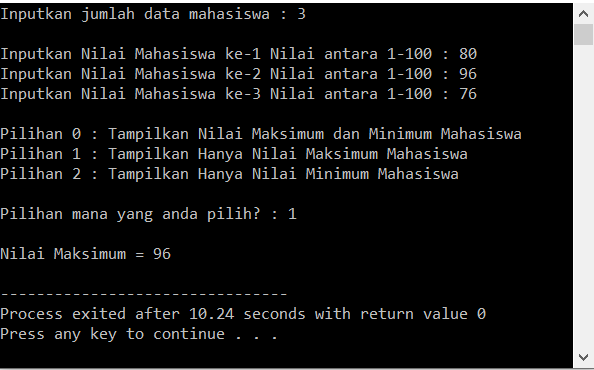 Inputkan jumlah data mahasiswa : 3
Inputkan Nilai Mahasiswa ke-1 Nilai antara 1-100 : 80
Inputkan Nilai Mahasiswa ke-2 Nilai antara 1-100 : 96
Inputkan Nilai Mahasiswa ke-3 Nilai antara 1-100 : 76
Pilihan 0 : Tampilkan Nilai Maksimum dan Minimum Mahasiswa
Pilihan 1 : Tampilkan Hanya Nilai Maksimum Mahasiswa
Pilihan 2 : Tampilkan Hanya Nilai Minimum Mahasiswa
Pilihan mana yang anda pilih? : 1
Nilai Maksimum = 96
--------------------------------
Process exited after 10.24 seconds with return value 0
Press any key to continue . . .